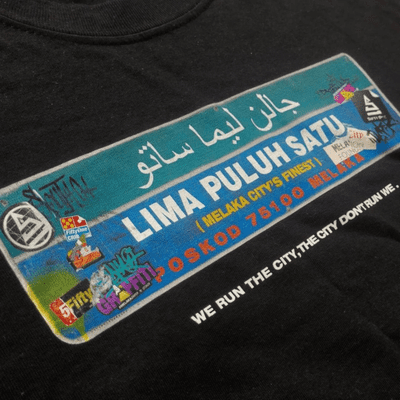 جالن ليما ساتو
LIMA PULUH SATU
( MELAKA CITY'S FINEST )
POSKOD 75100 MELAKA
WE RUN THE CITY, THE CITY DON'T RUN WE.